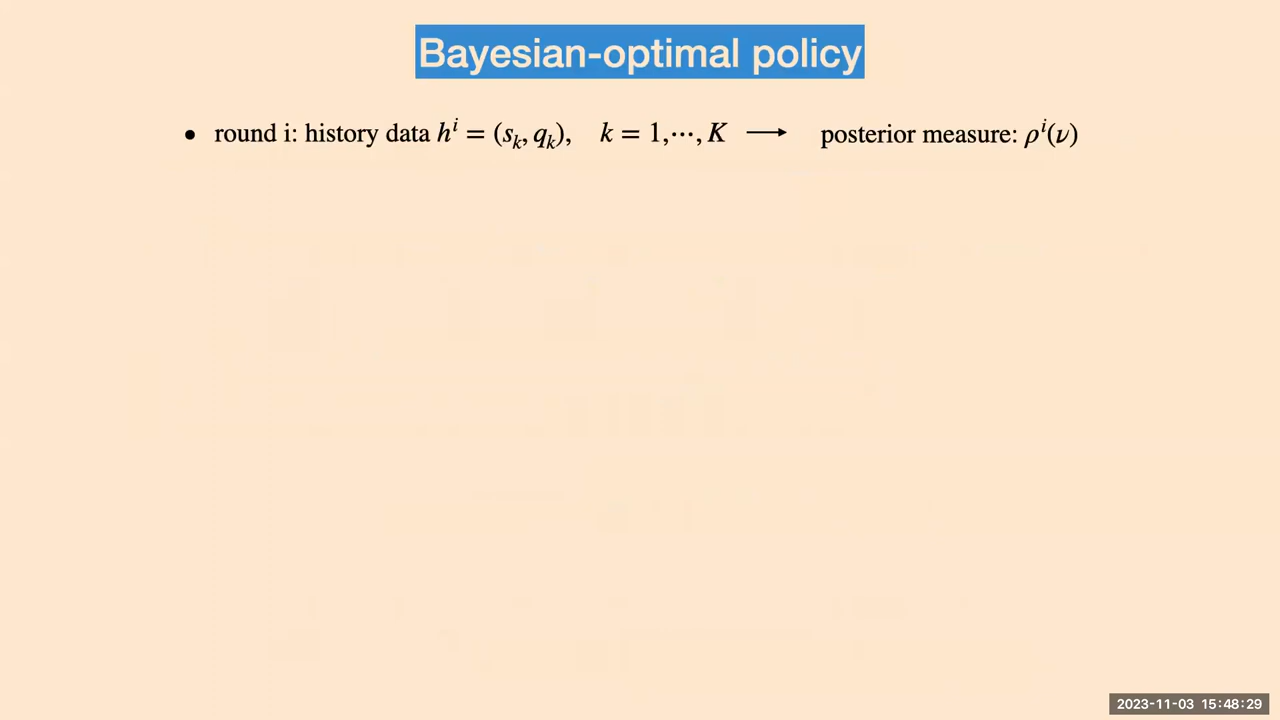 Bayesian-optimal policy
• round i: history data hⁱ = (sₖ, qₖ), k = 1,⋯, K ⟶ posterior measure: ρⁱ(ν)
2023-11-03 15:48:29